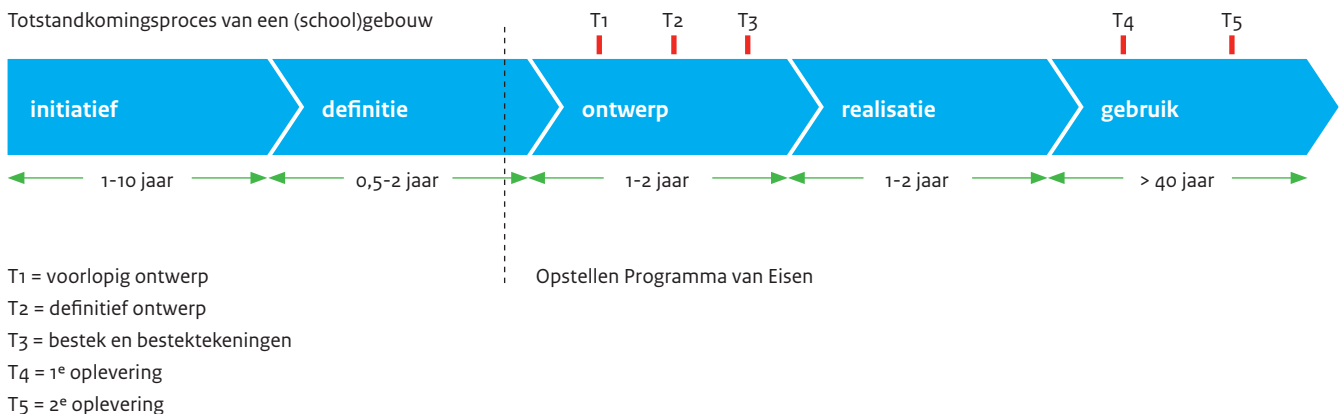 Totstandkomingsproces van een (school)gebouw
T1 T2 T3 T4 T5
initiatief definitie ontwerp realisatie gebruik
1-10 jaar 0,5-2 jaar 1-2 jaar 1-2 jaar > 40 jaar
T1 = voorlopig ontwerp
Opstellen Programma van Eisen
T2 = definitief ontwerp
T3 = bestek en bestektekeningen
T4 = 1e oplevering
T5 = 2e oplevering